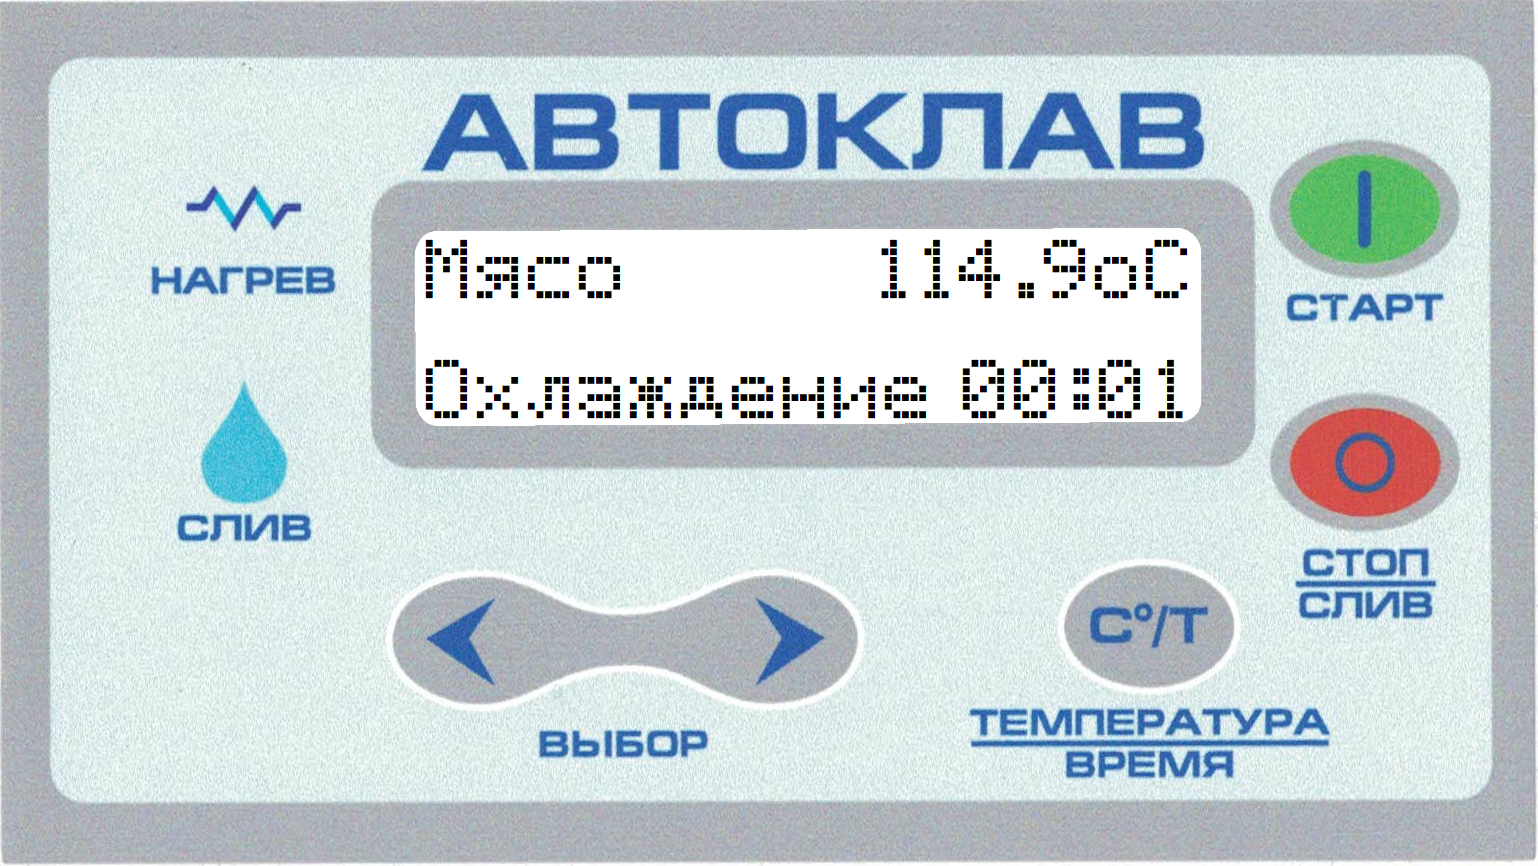 АВТОКЛАВ
НАГРЕВ
Мясо 114.9oC
СТАРТ
Охлаждение 00:01
СЛИВ
СТОП
СЛИВ
C°/T
ВЫБОР
ТЕМПЕРАТУРА
ВРЕМЯ